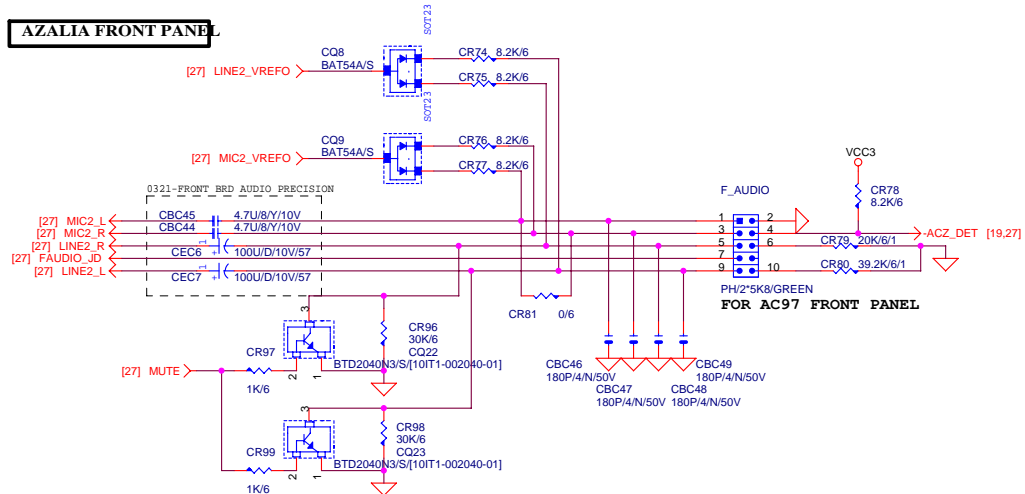 AZALIA FRONT PANEL
SOT23
CQ8
BAT54A/S
CR74 8.2K/6
[27] LINE2_VREFO
CR75 8.2K/6
SOT23
CQ9
BAT54A/S
CR76 8.2K/6
[27] MIC2_VREFO
CR77 8.2K/6
VCC3
CR78
8.2K/6
0321-FRONT BRD AUDIO PRECISION
F_AUDIO
[27] MIC2_L
CBC45 4.7U/8/Y/10V
1 2
[27] MIC2_R
CBC44 4.7U/8/Y/10V
3 4
-ACZ_DET [19,27]
[27] LINE2_R
CEC6 1 + 100U/D/10V/57
5 6
CR79 20K/6/1
[27] FAUDIO_JD
7 8
[27] LINE2_L
CEC7 1 + 100U/D/10V/57
9 10
CR80 39.2K/6/1
PH/2*5K8/GREEN
FOR AC97 FRONT PANEL
CR81 0/6
3
CR96
30K/6
CQ22
BTD2040N3/S/[10IT1-002040-01]
CR97
[27] MUTE
1K/6
2 1
CBC46
180P/4/N/50V
CBC47
180P/4/N/50V
CBC49
180P/4/N/50V
CBC48
180P/4/N/50V
3
CR98
30K/6
CQ23
BTD2040N3/S/[10IT1-002040-01]
CR99
1K/6
2 1